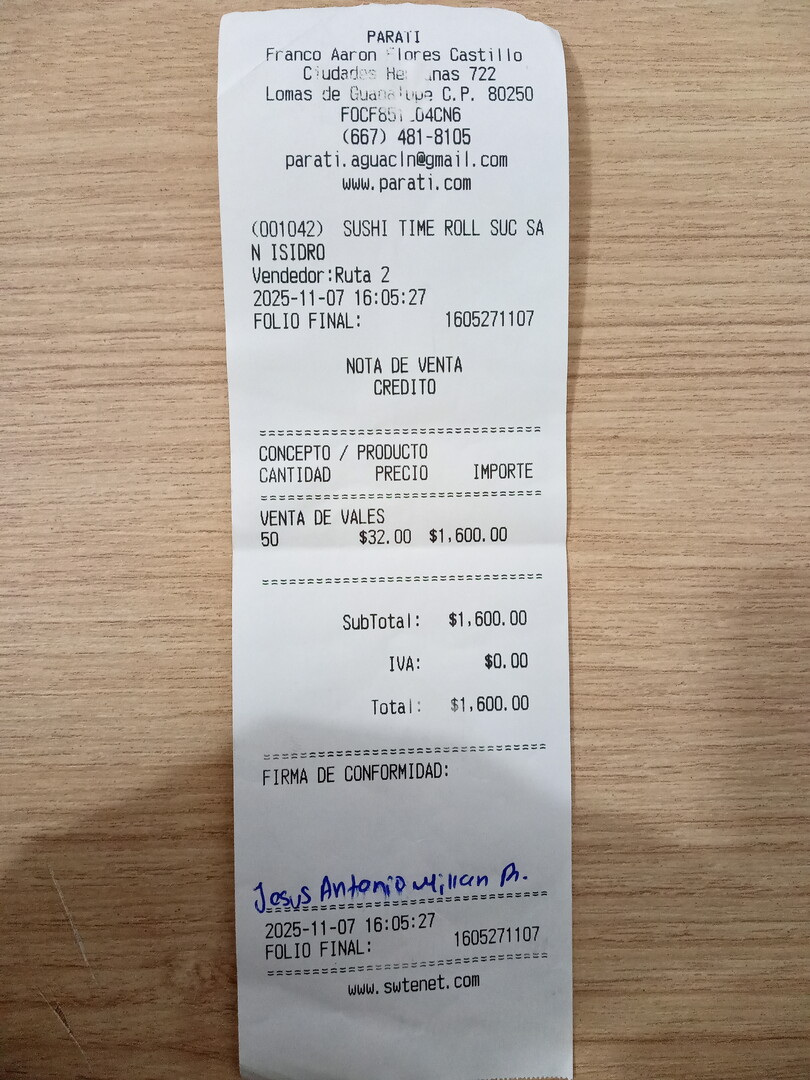 PARATI
Franco Aaron Flores Castillo
Ciudades 722
Lomas de Guadalupe C.P. 80250
(667) 481-8105
parati.aguacln@gmail.com
www.parati.com
(001042) SUSHI TIME ROLL SUC SA
N ISIDRO
Vendedor:Ruta 2
2025-11-07 16:05:27
FOLIO FINAL: 1605271107
NOTA DE VENTA
CREDITO
CONCEPTO / PRODUCTO
CANTIDAD PRECIO IMPORTE
VENTA DE VALES
50 $32.00 $1,600.00
SubTotal: $1,600.00
IVA: $0.00
Total: $1,600.00
FIRMA DE CONFORMIDAD:
Jesus Antonio Millan
2025-11-07 16:05:27
FOLIO FINAL: 1605271107
www.swtenet.com